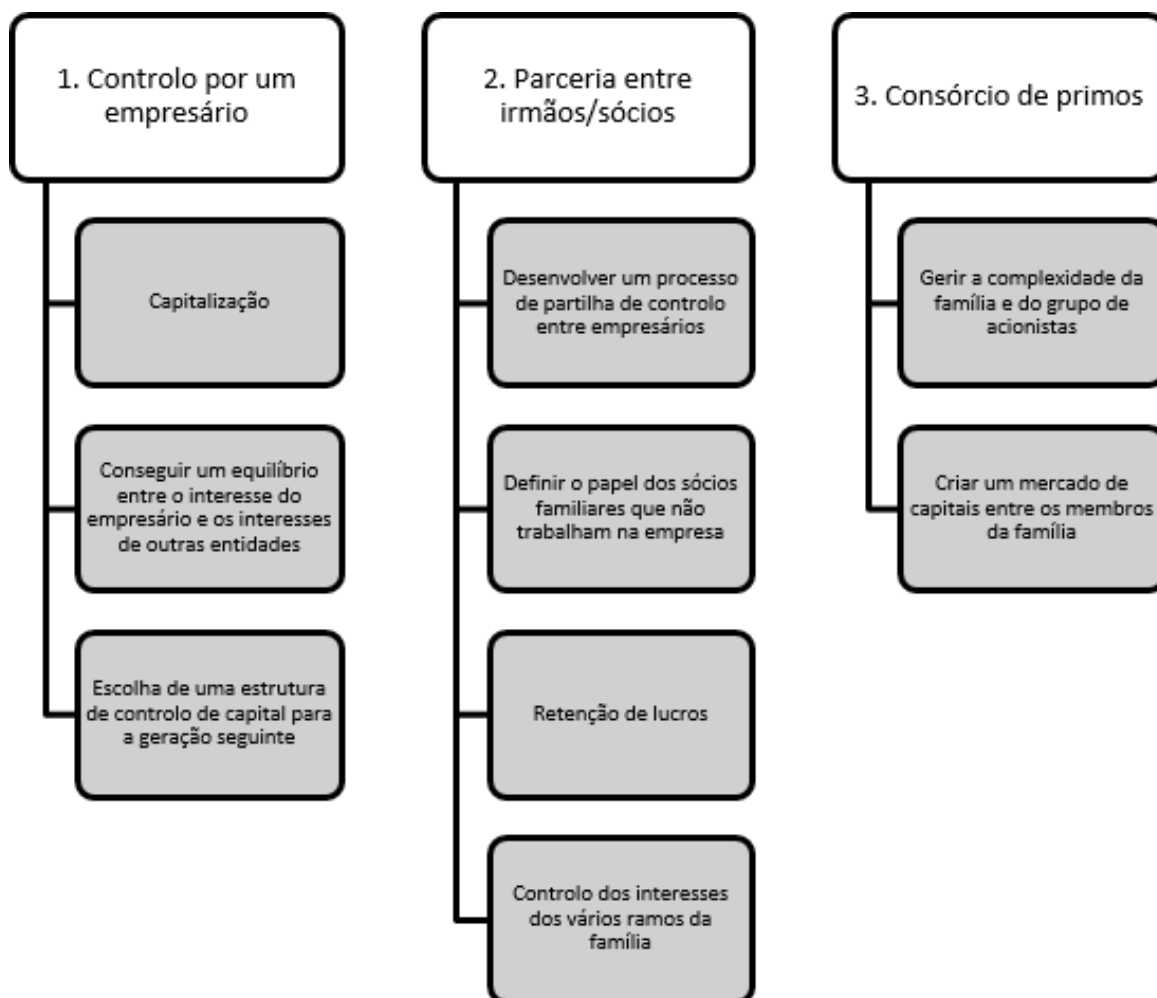 1. Controlo por um
empresário
Capitalização
Conseguir um equilíbrio
entre o interesse do
empresário e os interesses
de outras entidades
Escolha de uma estrutura
de controlo de capital para
a geração seguinte
2. Parceria entre
irmãos/sócios
Desenvolver um processo
de partilha de controlo
entre empresários
Definir o papel dos sócios
familiares que não
trabalham na empresa
Retenção de lucros
Controlo dos interesses
dos vários ramos da
família
3. Consórcio de primos
Gerir a complexidade da
família e do grupo de
acionistas
Criar um mercado de
capitais entre os membros
da família